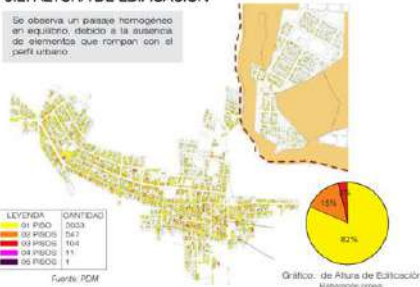 Se observa un paisaje homogéneo
en equilibrio, debido a la ausencia
de elementos que rompan con el
perfil urbano
LEYENDA CANTIDAD
01 PISO
02 PISOS 547
03 PISOS 104
04 PISOS 11
05 PISOS 1
Fuente: PDM
15%
82%
Gráfico. de Altura de Edificación